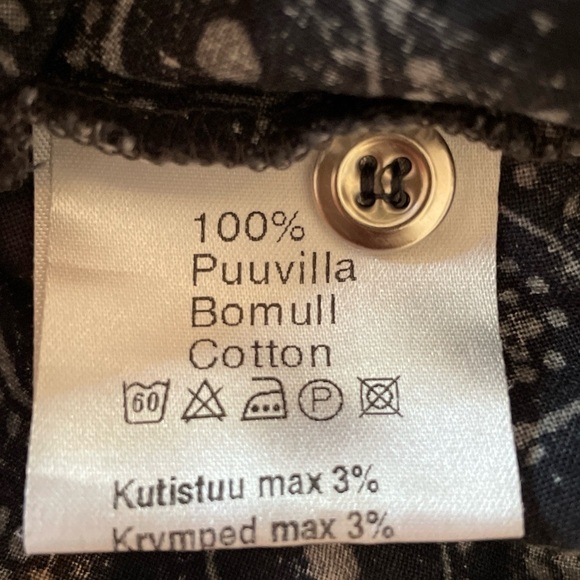 100%
Puuvilla
Bomull
Cotton
60 P
Kutistuu max 3%
Krymped max 3%